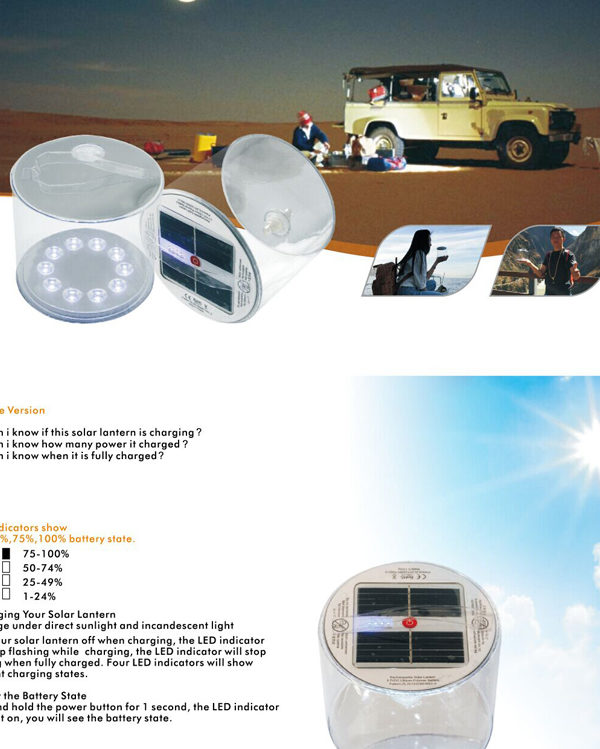 e Version
n i know if this solar lantern is charging?
n i know how many power it charged?
n i know when it is fully charged?
dicators show
%,75%,100% battery state.
75-100%
50-74%
25-49%
1-24%
ging Your Solar Lantern
ge under direct sunlight and incandescent light
ur solar lantern off when charging, the LED indicator
p flashing while charging, the LED indicator will stop
g when fully charged. Four LED indicators will show
nt charging states.
the Battery State
nd hold the power button for 1 second, the LED indicator
t on, you will see the battery state.
Rechargeable Solar Lantern